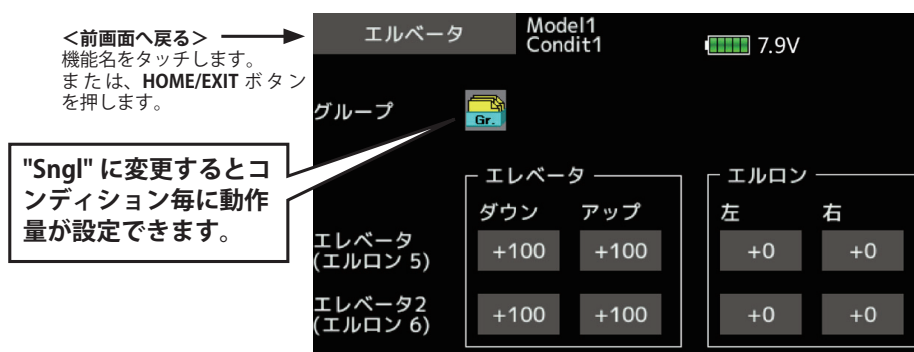 <前画面へ戻る>
機能名をタッチします。
または、HOME/EXIT ボタン
を押します。
"Sngl" に変更するとコ
ンディション毎に動作
量が設定できます。
エルベータ
Model1
Condit1
7.9V
グループ
Gr.
エレベータ
エルロン
ダウン アップ
左 右
エレベータ
(エルロン 5)
+100 +100 +0 +0
エレベータ2
(エルロン 6)
+100 +100 +0 +0